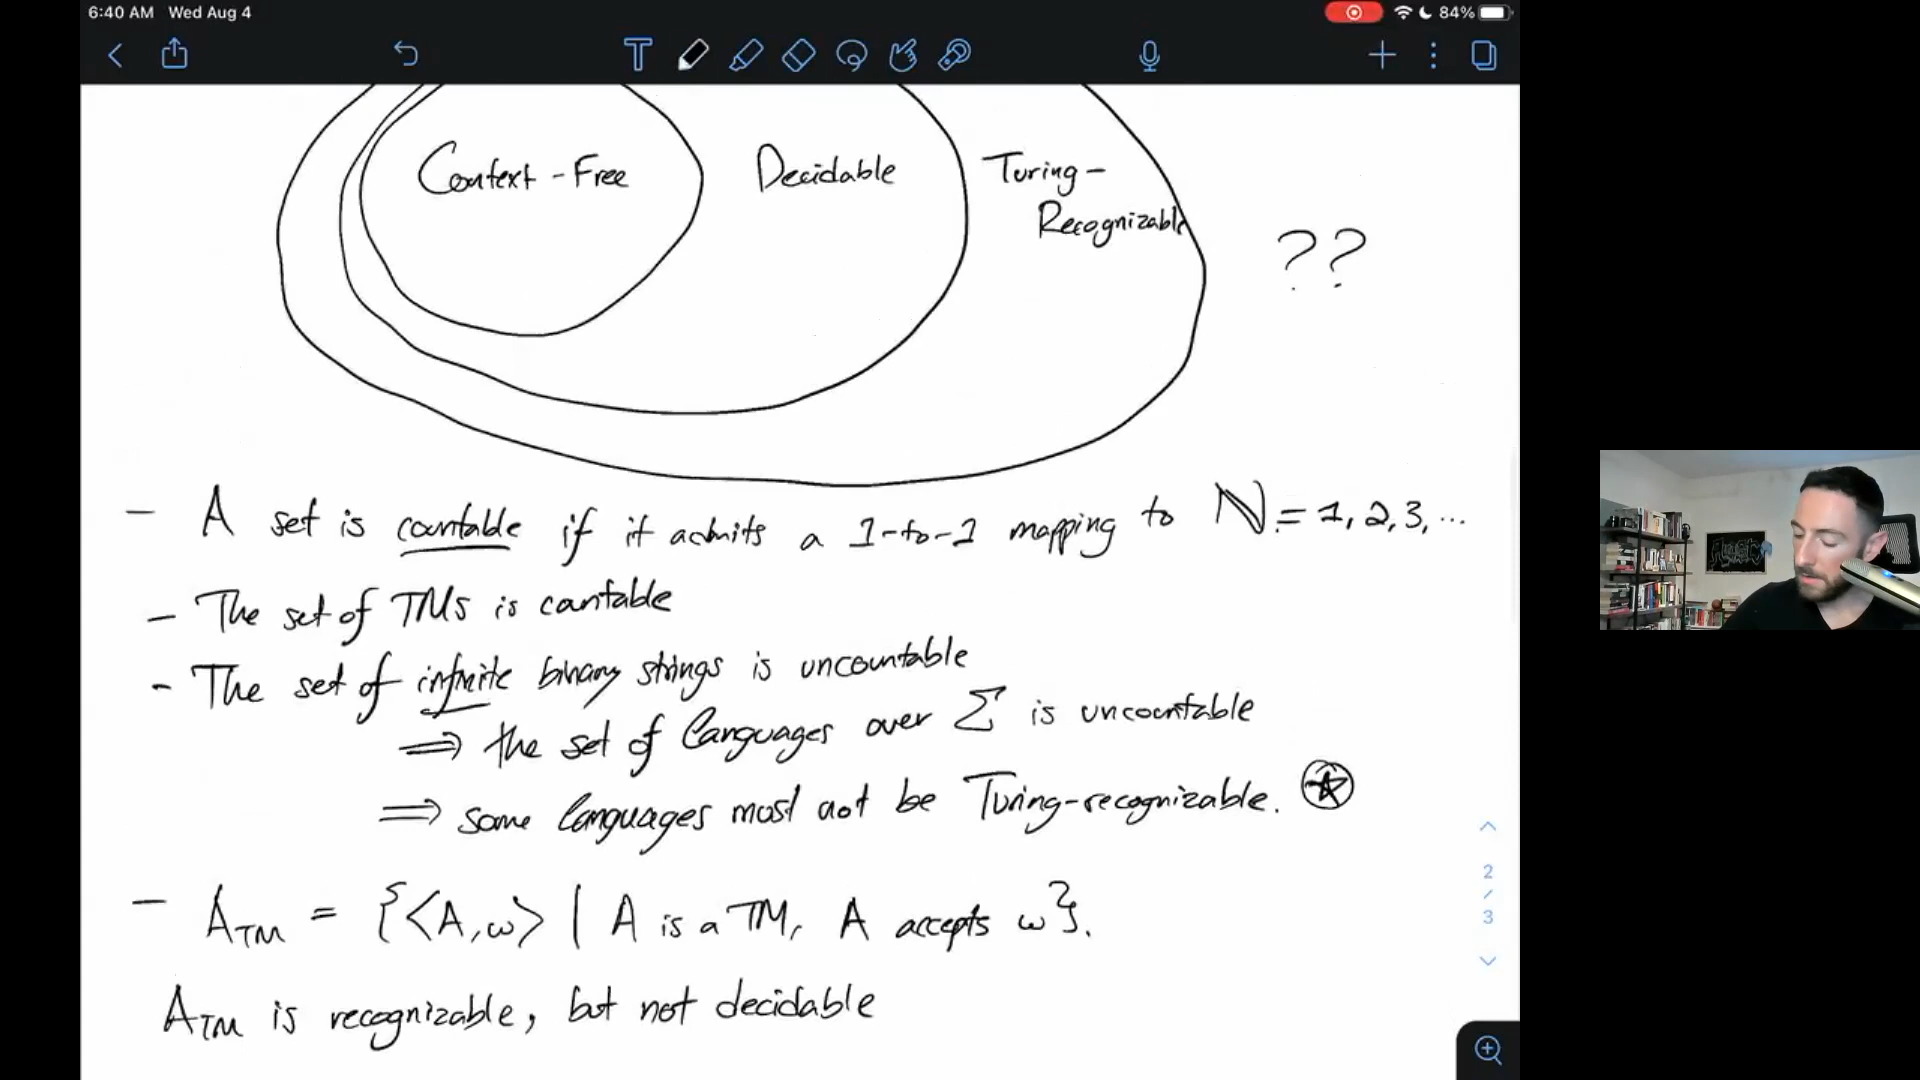 6:40 AM Wed Aug 4
84%
Context-Free
Decidable
Turing-
Recognizable
??
- A set is countable if it admits a 1-to-1 mapping to ℕ = 1, 2, 3, ...
- The set of TMs is countable
- The set of infinite binary strings is uncountable
⟹ the set of languages over Σ is uncountable
⟹ some languages must not be Turing-recognizable. ⍟
2
/
3
- A_TM = {<A, w> | A is a TM, A accepts w}.
A_TM is recognizable, but not decidable